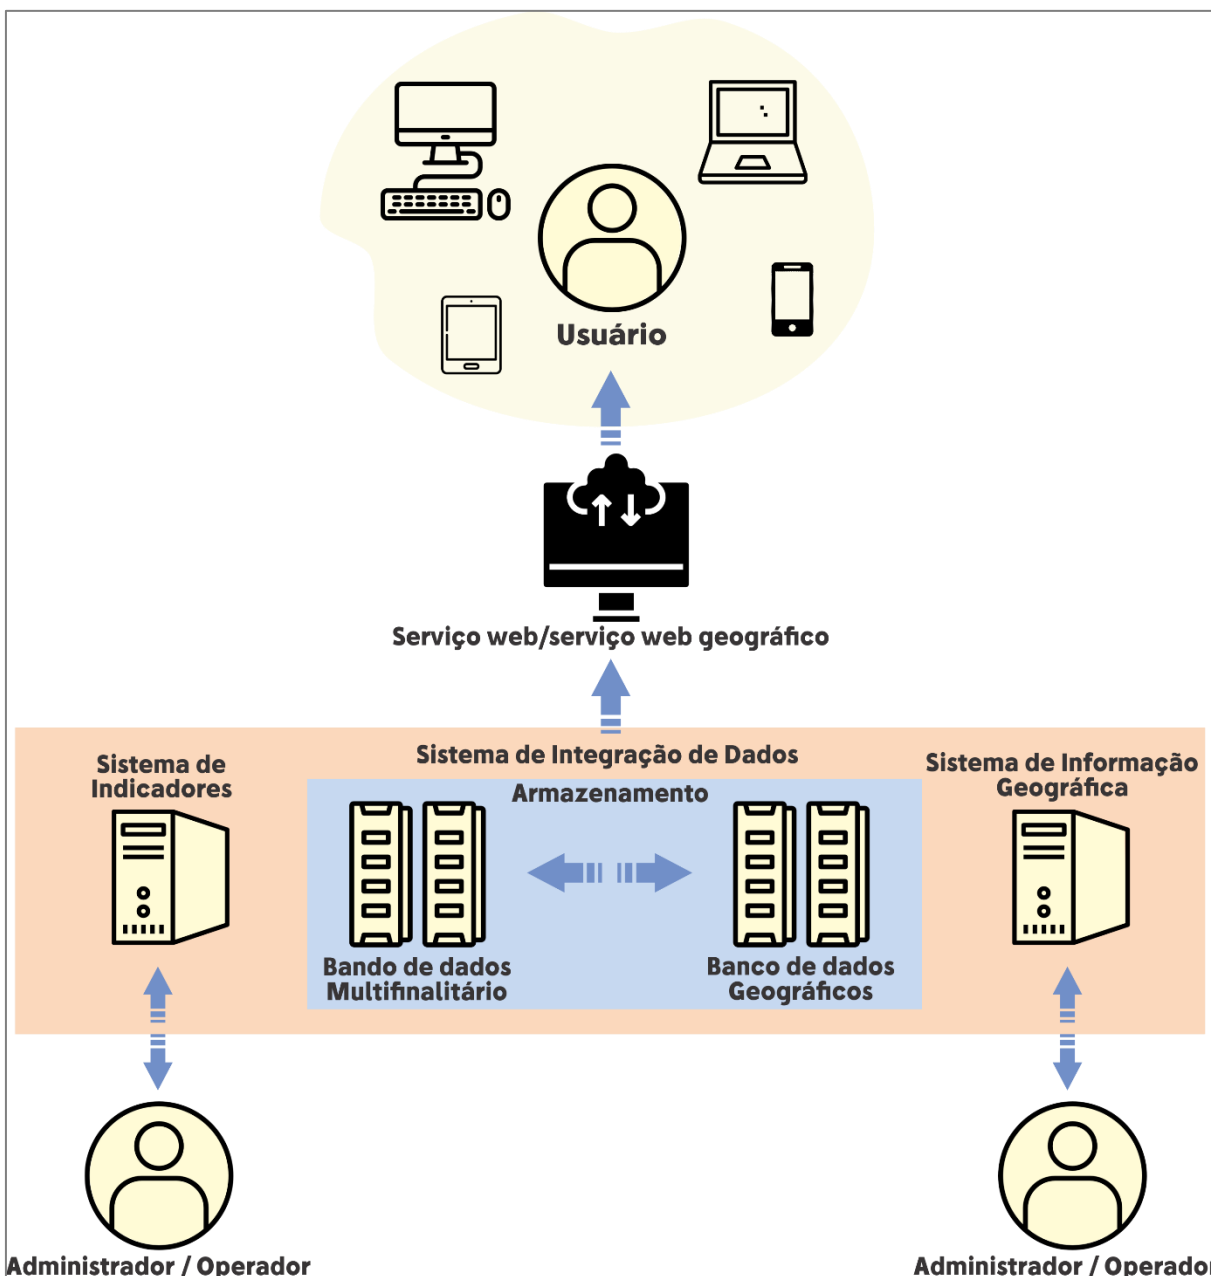 Usuário
Serviço web/serviço web geográfico
Sistema de Integração de Dados
Sistema de
Indicadores
Armazenamento
Sistema de Informação
Geográfica
Bando de dados
Multifinalitário
Banco de dados
Geográficos
Administrador / Operador
Administrador / Operador